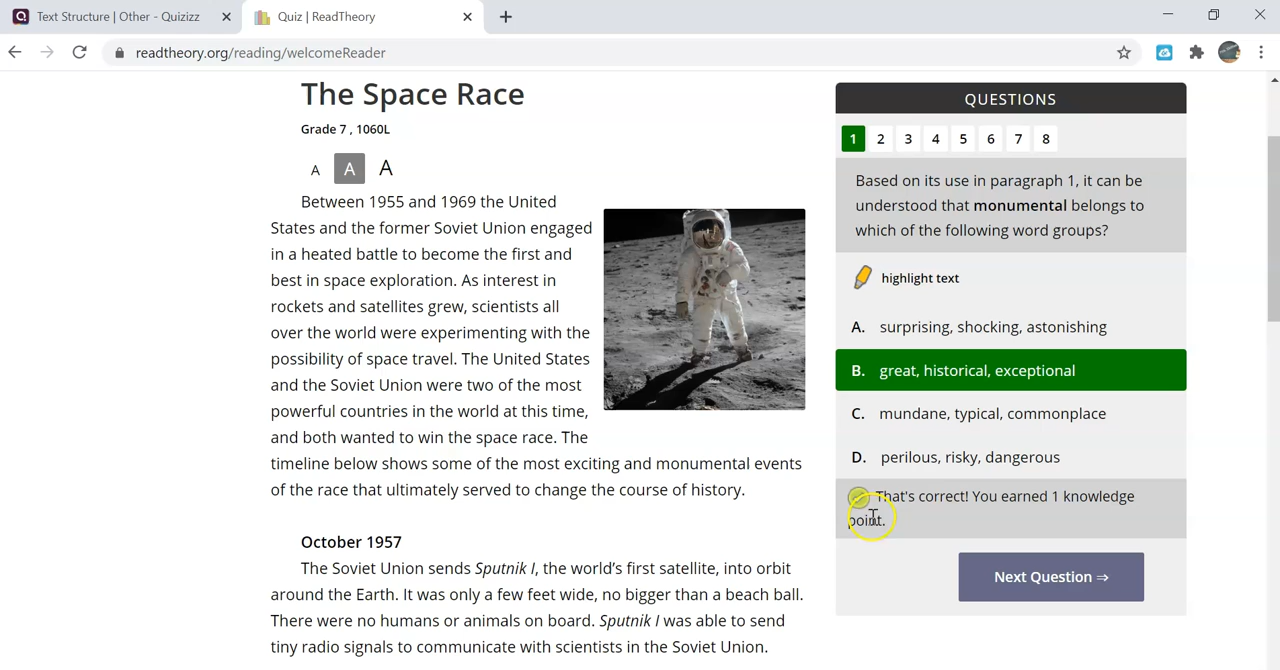 Text Structure | Other - Quizizz
Quiz | ReadTheory
readtheory.org/reading/welcomeReader
The Space Race
Grade 7 , 1060L
A A A
Between 1955 and 1969 the United
States and the former Soviet Union engaged
in a heated battle to become the first and
best in space exploration. As interest in
rockets and satellites grew, scientists all
over the world were experimenting with the
possibility of space travel. The United States
and the Soviet Union were two of the most
powerful countries in the world at this time,
and both wanted to win the space race. The
timeline below shows some of the most exciting and monumental events
of the race that ultimately served to change the course of history.
October 1957
The Soviet Union sends Sputnik I, the world's first satellite, into orbit
around the Earth. It was only a few feet wide, no bigger than a beach ball.
There were no humans or animals on board. Sputnik I was able to send
tiny radio signals to communicate with scientists in the Soviet Union.
QUESTIONS
1 2 3 4 5 6 7 8
Based on its use in paragraph 1, it can be
understood that monumental belongs to
which of the following word groups?
highlight text
A. surprising, shocking, astonishing
B. great, historical, exceptional
C. mundane, typical, commonplace
D. perilous, risky, dangerous
That's correct! You earned 1 knowledge
point.
Next Question ⇒